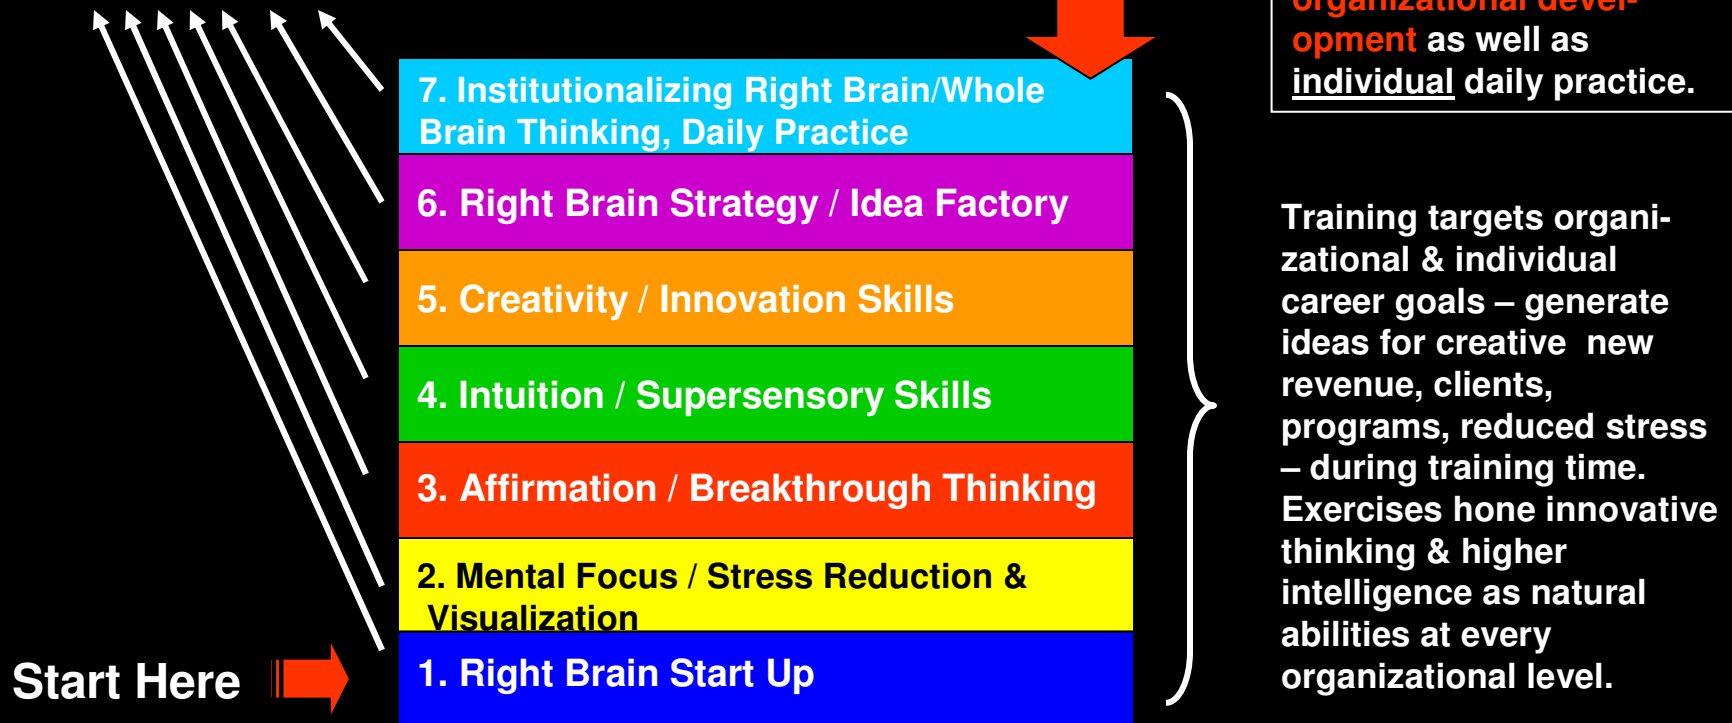 organizational devel-
opment as well as
individual daily practice.
7. Institutionalizing Right Brain/Whole
Brain Thinking, Daily Practice
6. Right Brain Strategy / Idea Factory
5. Creativity / Innovation Skills
4. Intuition / Supersensory Skills
3. Affirmation / Breakthrough Thinking
2. Mental Focus / Stress Reduction &
Visualization
1. Right Brain Start Up
Start Here
Training targets organi-
zational & individual
career goals – generate
ideas for creative  new
revenue, clients,
programs, reduced stress
– during training time.
Exercises hone innovative
thinking & higher
intelligence as natural
abilities at every
organizational level.